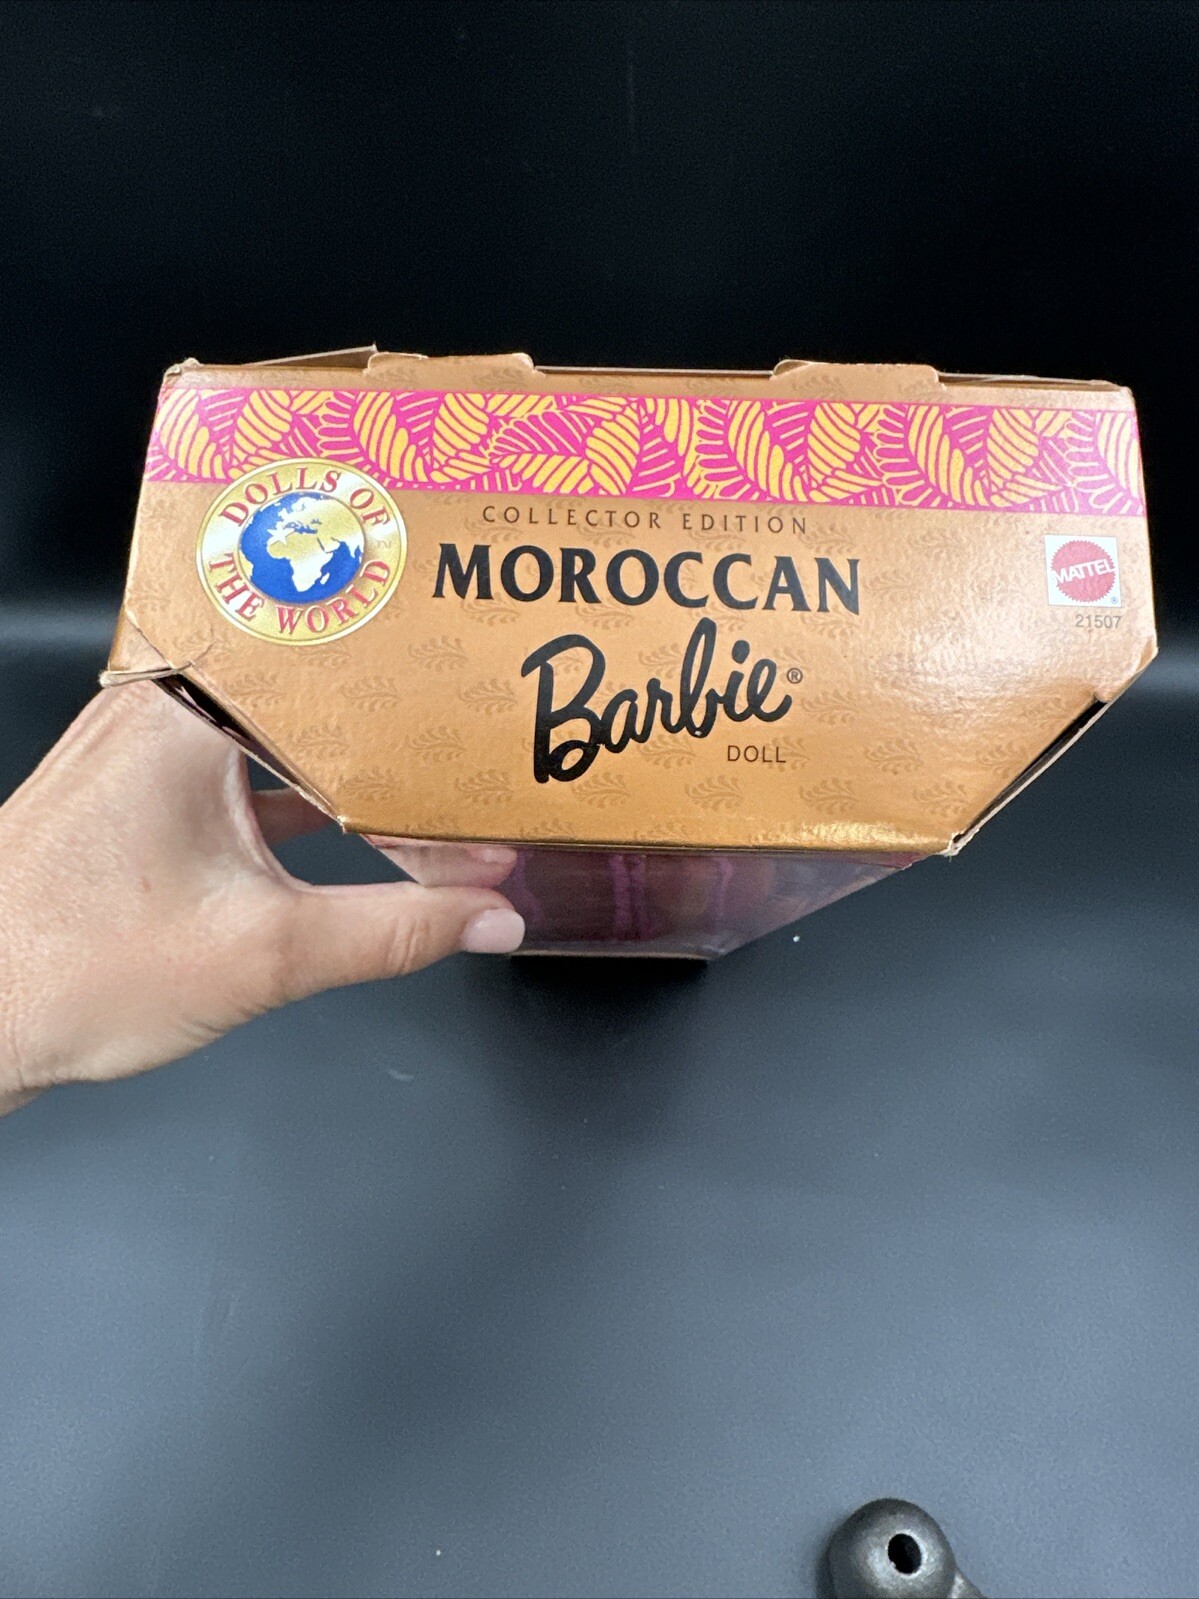 DOLLS OF
THE WORLD
COLLECTOR EDITION
MOROCCAN
Barbie®
DOLL
MATTEL®
21507